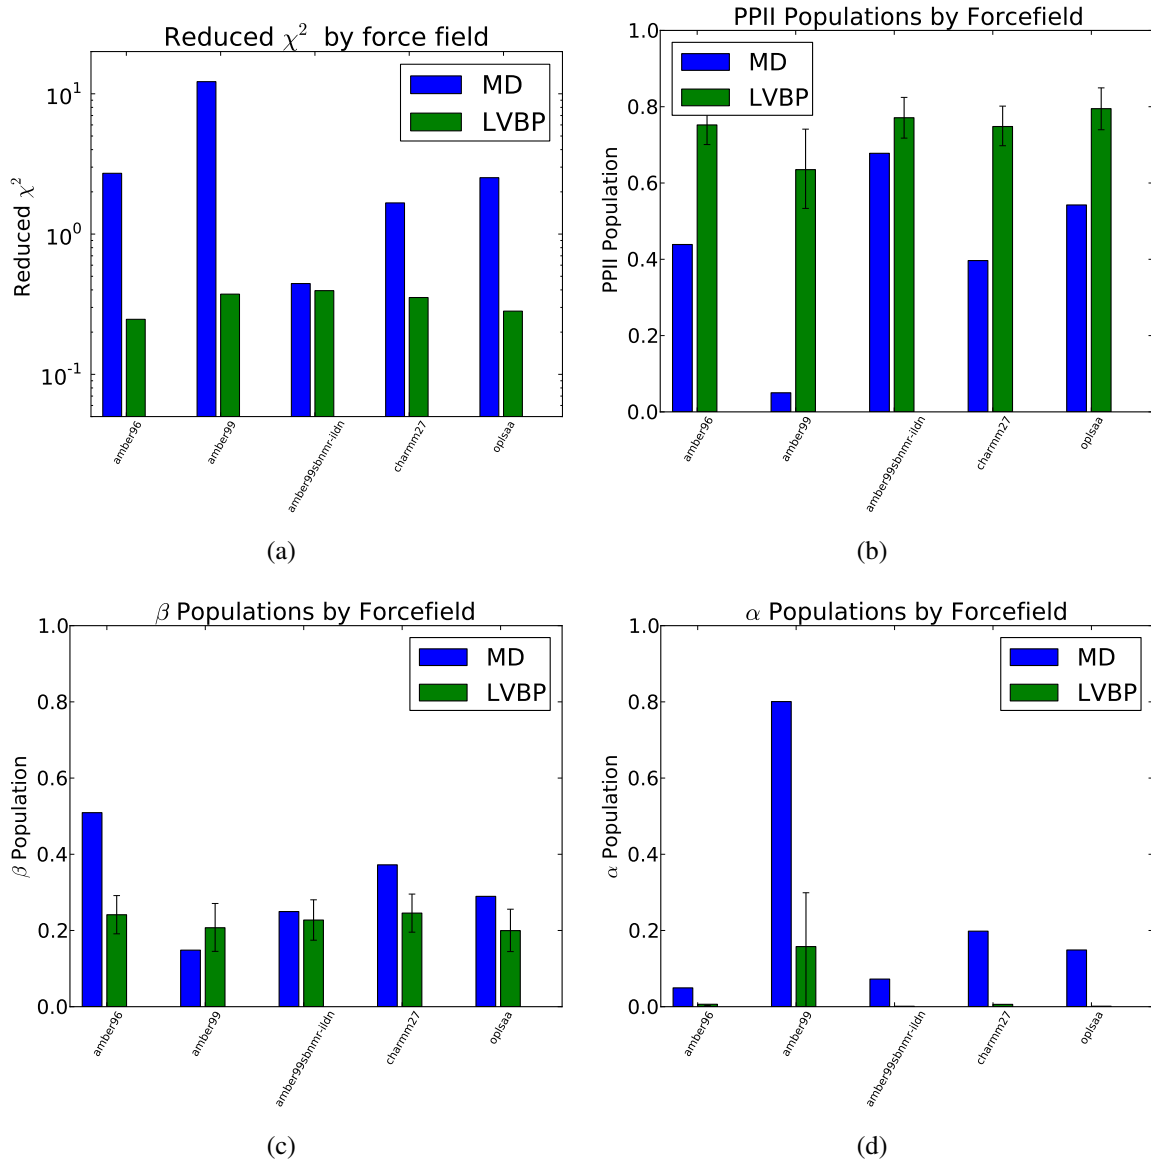 Reduced χ² by force field
MD
LVBP
Reduced χ²
10¹
10⁰
10⁻¹
amber96
amber99
amber99sbnmr-ildn
charmm27
oplsaa
(a)
PPII Populations by Forcefield
MD
LVBP
PPII Population
1.0
0.8
0.6
0.4
0.2
0.0
amber96
amber99
amber99sbnmr-ildn
charmm27
oplsaa
(b)
β Populations by Forcefield
MD
LVBP
β Population
1.0
0.8
0.6
0.4
0.2
0.0
amber96
amber99
amber99sbnmr-ildn
charmm27
oplsaa
(c)
α Populations by Forcefield
MD
LVBP
α Population
1.0
0.8
0.6
0.4
0.2
0.0
amber96
amber99
amber99sbnmr-ildn
charmm27
oplsaa
(d)